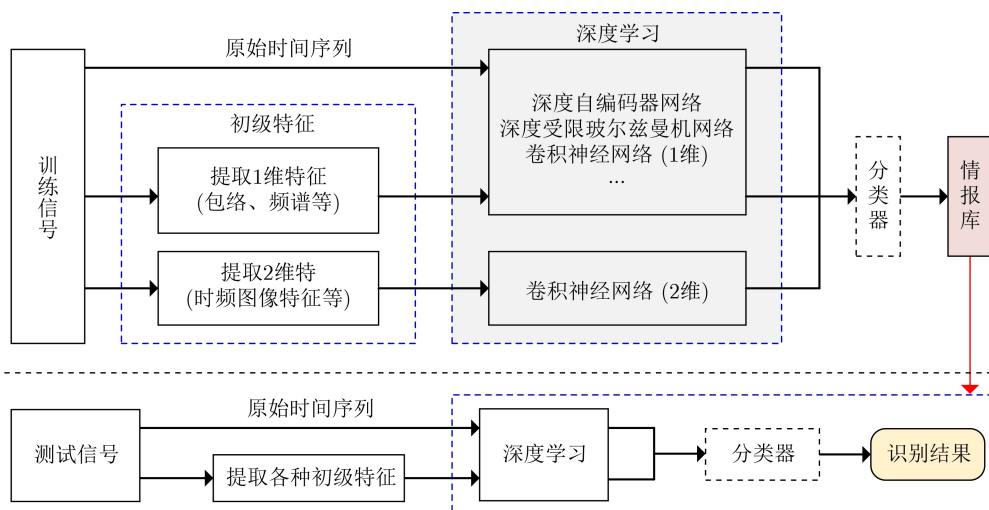 深度学习
原始时间序列
初级特征
训练信号
提取1维特征
(包络、频谱等)
提取2维特
(时频图像特征等)
深度自编码器网络
深度受限玻尔兹曼机网络
卷积神经网络 (1维)
...
卷积神经网络 (2维)
分类器
情报库
原始时间序列
测试信号
提取各种初级特征
深度学习
分类器
识别结果